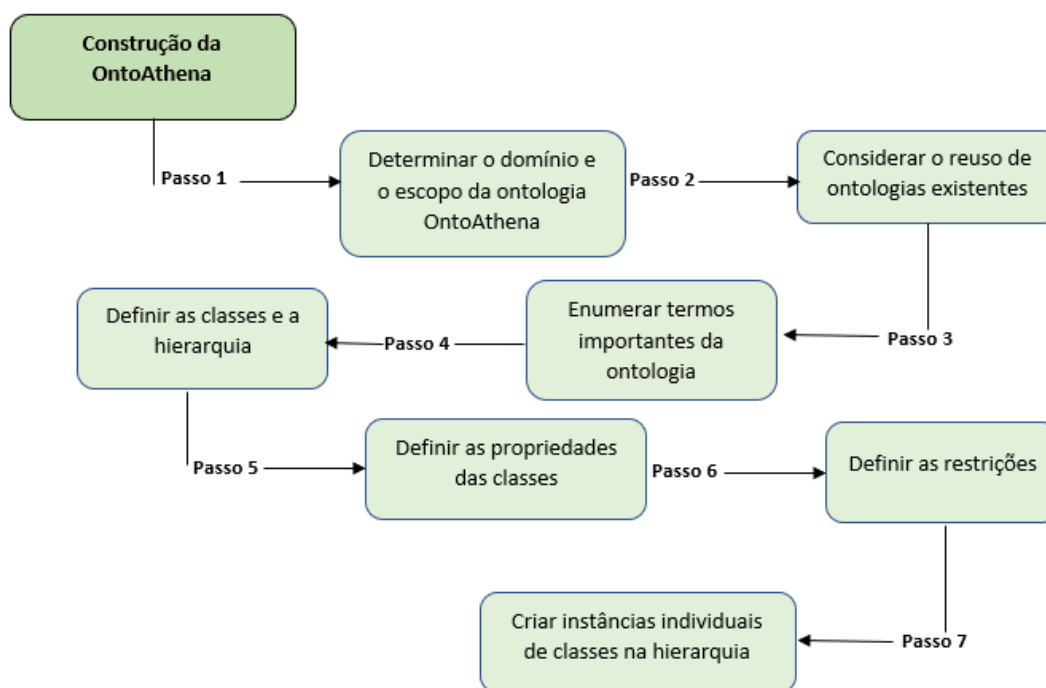 Construção da
OntoAthena
Passo 1
Determinar o domínio e
o escopo da ontologia
OntoAthena
Passo 2
Considerar o reuso de
ontologias existentes
Passo 3
Enumerar termos
importantes da
ontologia
Passo 4
Definir as classes e a
hierarquia
Passo 5
Definir as propriedades
das classes
Passo 6
Definir as restrições
Passo 7
Criar instâncias individuais
de classes na hierarquia